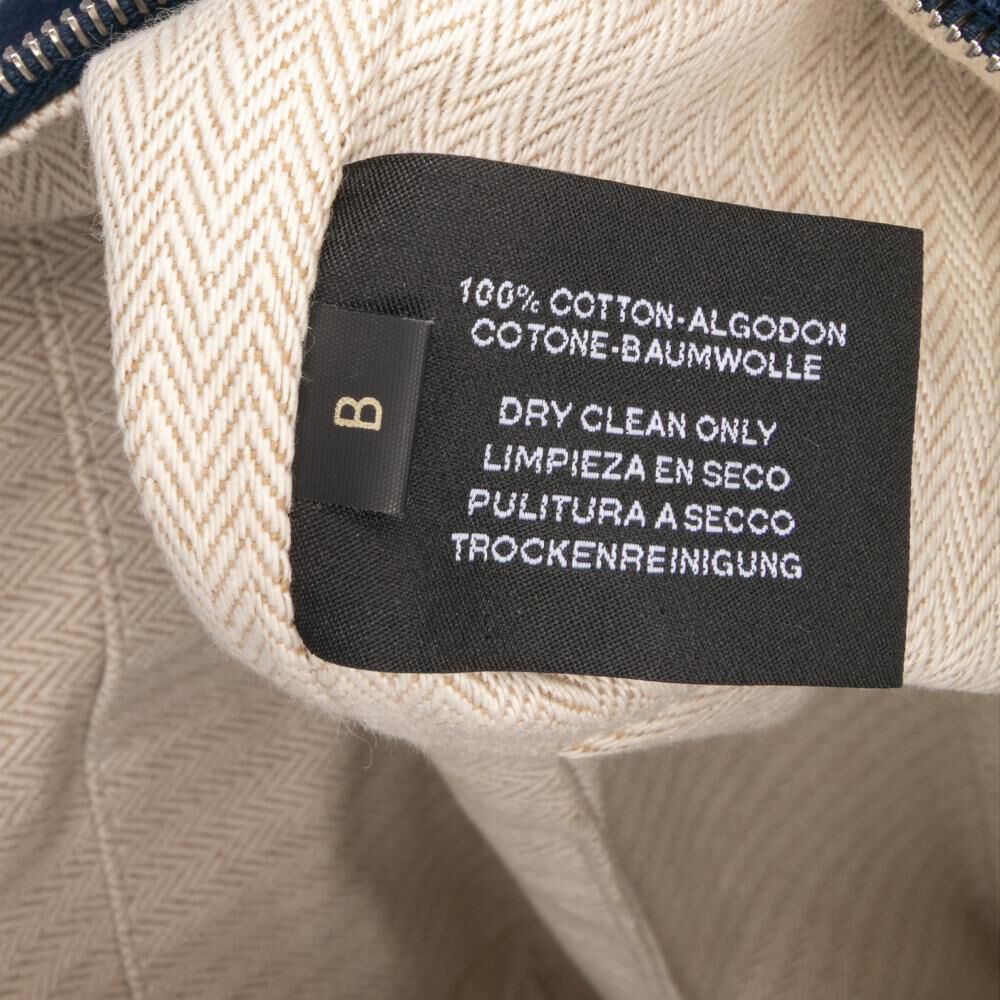 100% COTTON-ALGODON
COTONE-BAUMWOLLE
DRY CLEAN ONLY
LIMPIEZA EN SECO
PULITURA A SECCO
TROCKENREINIGUNG
B